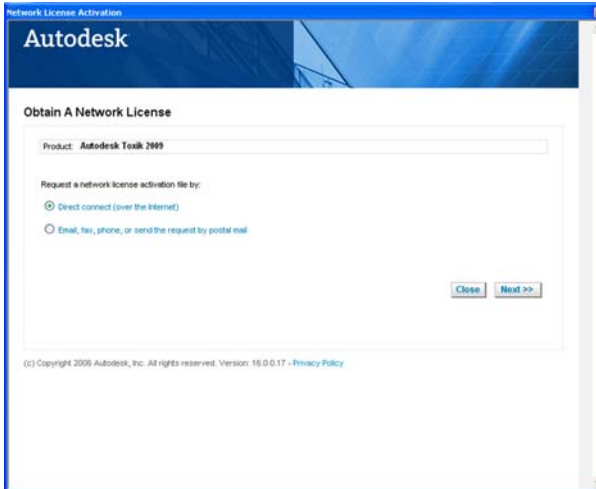 Network License Activation
Autodesk
Obtain A Network License
Product: Autodesk Toxik 2009
Request a network license activation file by:
Direct connect (over the Internet)
Email, fax, phone, or send the request by postal mail
Close Next >>
(c) Copyright 2006 Autodesk, Inc. All rights reserved. Version: 16.0.0.17 - Privacy Policy